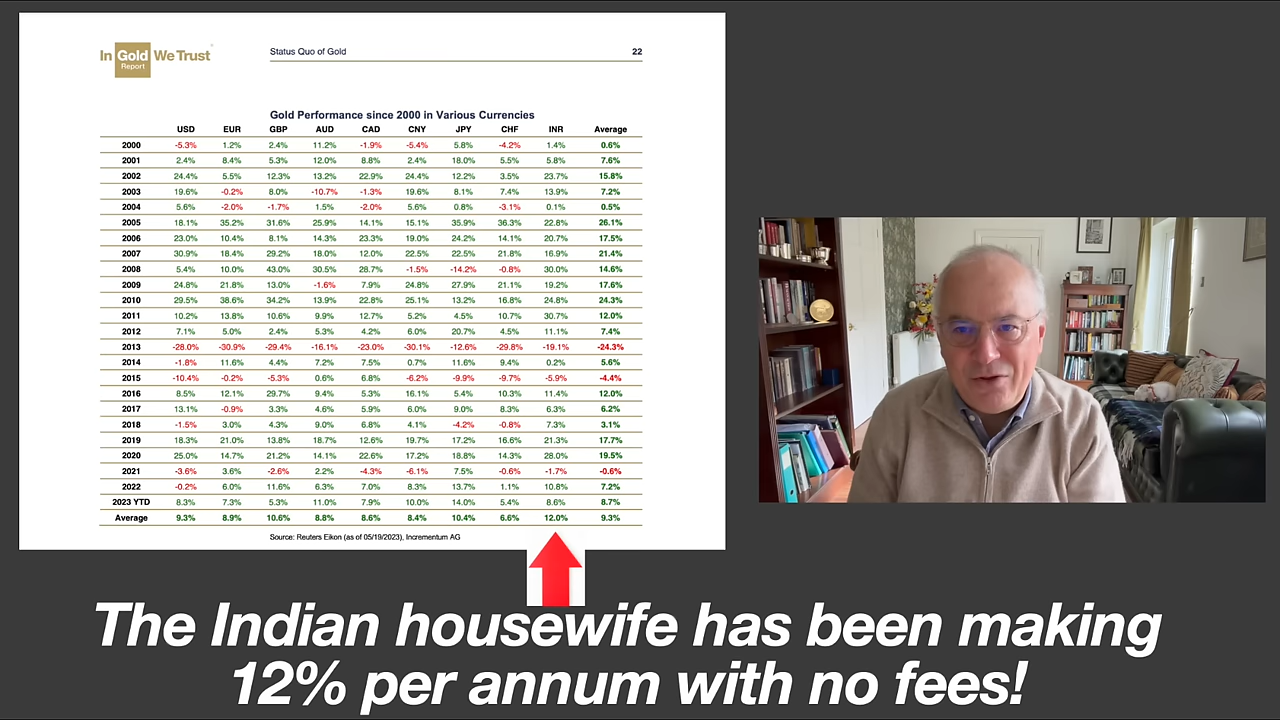 In Gold We Trust
Report
Status Quo of Gold 22
Gold Performance since 2000 in Various Currencies
USD EUR GBP AUD CAD CNY JPY CHF INR Average
2000 -5.3% 1.2% 2.4% 11.2% -1.9% -5.4% 5.8% -4.2% 1.4% 0.6%
2001 2.4% 8.4% 5.3% 12.0% 8.8% 2.4% 18.0% 5.5% 5.8% 7.6%
2002 24.4% 5.5% 12.3% 13.2% 22.9% 24.4% 12.2% 3.5% 23.7% 15.8%
2003 19.6% -0.2% 8.0% -10.7% -1.3% 19.6% 8.1% 7.4% 13.9% 7.2%
2004 5.6% -2.0% -1.7% 1.5% -2.0% 5.6% 0.8% -3.1% 0.1% 0.5%
2005 18.1% 35.2% 31.6% 25.9% 14.1% 15.1% 35.9% 36.3% 22.8% 26.1%
2006 23.0% 10.4% 8.1% 14.3% 23.3% 19.0% 24.2% 14.1% 20.7% 17.5%
2007 30.9% 18.4% 29.2% 18.0% 12.0% 22.5% 22.5% 21.8% 16.9% 21.4%
2008 5.4% 10.0% 43.0% 30.5% 28.7% -1.5% -14.2% -0.8% 30.0% 14.6%
2009 24.8% 21.8% 13.0% -1.6% 7.9% 24.8% 27.9% 21.1% 19.2% 17.6%
2010 29.5% 38.6% 34.2% 13.9% 22.8% 25.1% 13.2% 16.8% 24.8% 24.3%
2011 10.2% 13.8% 10.6% 9.9% 12.7% 5.2% 4.5% 10.7% 30.7% 12.0%
2012 7.1% 5.0% 2.4% 5.3% 4.2% 6.0% 20.7% 4.5% 11.1% 7.4%
2013 -28.0% -30.9% -29.4% -16.1% -23.0% -30.1% -12.6% -29.8% -19.1% -24.3%
2014 -1.8% 11.6% 4.4% 7.2% 7.5% 0.7% 11.6% 9.4% 0.2% 5.6%
2015 -10.4% -0.2% -5.3% 0.6% 6.8% -6.2% -9.9% -9.7% -5.9% -4.4%
2016 8.5% 12.1% 29.7% 9.4% 5.3% 16.1% 5.4% 10.3% 11.4% 12.0%
2017 13.1% -0.9% 3.3% 4.6% 5.9% 6.0% 9.0% 8.3% 6.3% 6.2%
2018 -1.5% 3.0% 4.3% 9.0% 6.8% 4.1% -4.2% -0.8% 7.3% 3.1%
2019 18.3% 21.0% 13.8% 18.7% 12.6% 19.7% 17.2% 16.6% 21.3% 17.7%
2020 25.0% 14.7% 21.2% 14.1% 22.6% 17.2% 18.8% 14.3% 28.0% 19.5%
2021 -3.6% 3.6% -2.6% 2.2% -4.3% -6.1% 7.5% -0.6% -1.7% -0.6%
2022 -0.2% 6.0% 11.6% 6.3% 7.0% 8.3% 13.7% 1.1% 10.8% 7.2%
2023 YTD 8.3% 7.3% 5.3% 11.0% 7.9% 10.0% 14.0% 5.4% 8.6% 8.7%
Average 9.3% 8.9% 10.6% 8.8% 8.6% 8.4% 10.4% 6.6% 12.0% 9.3%
Source: Reuters Eikon (as of 05/19/2023), Incrementum AG
The Indian housewife has been making
12% per annum with no fees!